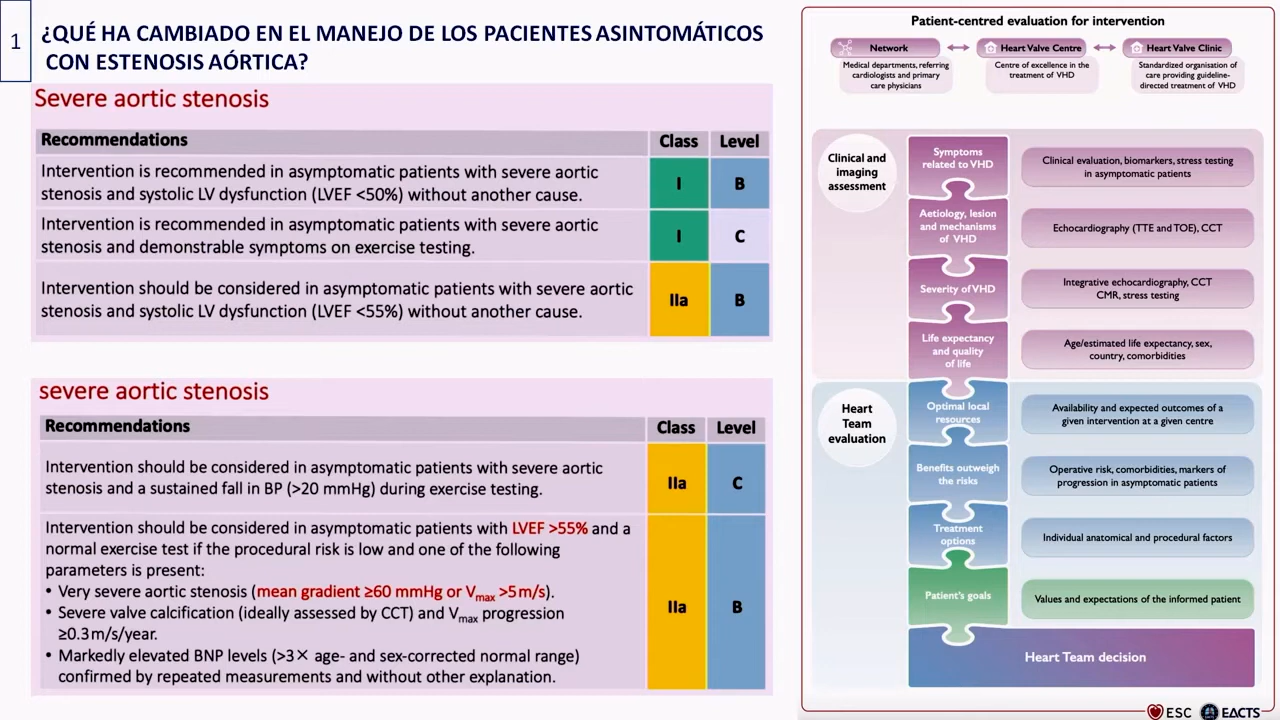 1
¿QUÉ HA CAMBIADO EN EL MANEJO DE LOS PACIENTES ASINTOMÁTICOS
CON ESTENOSIS AÓRTICA?
Severe aortic stenosis
Recommendations Class Level
Intervention is recommended in asymptomatic patients with severe aortic
stenosis and systolic LV dysfunction (LVEF <50%) without another cause.
I B
Intervention is recommended in asymptomatic patients with severe aortic
stenosis and demonstrable symptoms on exercise testing.
I C
Intervention should be considered in asymptomatic patients with severe aortic
stenosis and systolic LV dysfunction (LVEF <55%) without another cause.
IIa B
severe aortic stenosis
Recommendations Class Level
Intervention should be considered in asymptomatic patients with severe aortic
stenosis and a sustained fall in BP (>20 mmHg) during exercise testing.
IIa C
Intervention should be considered in asymptomatic patients with LVEF >55% and a
normal exercise test if the procedural risk is low and one of the following
parameters is present:
• Very severe aortic stenosis (mean gradient ≥60 mmHg or Vmax >5 m/s).
• Severe valve calcification (ideally assessed by CCT) and Vmax progression
≥0.3 m/s/year.
• Markedly elevated BNP levels (>3× age- and sex-corrected normal range)
confirmed by repeated measurements and without other explanation.
IIa B
Patient-centred evaluation for intervention
Network
Medical departments, referring
cardiologists and primary
care physicians
Heart Valve Centre
Centre of excellence in the
treatment of VHD
Heart Valve Clinic
Standardized organisation of
care providing guideline-
directed treatment of VHD
Clinical and
imaging
assessment
Symptoms
related to VHD
Clinical evaluation, biomarkers, stress testing
in asymptomatic patients
Aetiology, lesion
and mechanisms
of VHD
Echocardiography (TTE and TOE), CCT
Severity of VHD
Integrative echocardiography, CCT
CMR, stress testing
Life expectancy
and quality
of life
Age/estimated life expectancy, sex,
country, comorbidities
Heart
Team
evaluation
Optimal local
resources
Availability and expected outcomes of a
given intervention at a given centre
Benefits outweigh
the risks
Operative risk, comorbidities, markers of
progression in asymptomatic patients
Treatment
options
Individual anatomical and procedural factors
Patient's goals
Values and expectations of the informed patient
Heart Team decision
ESC EACTS